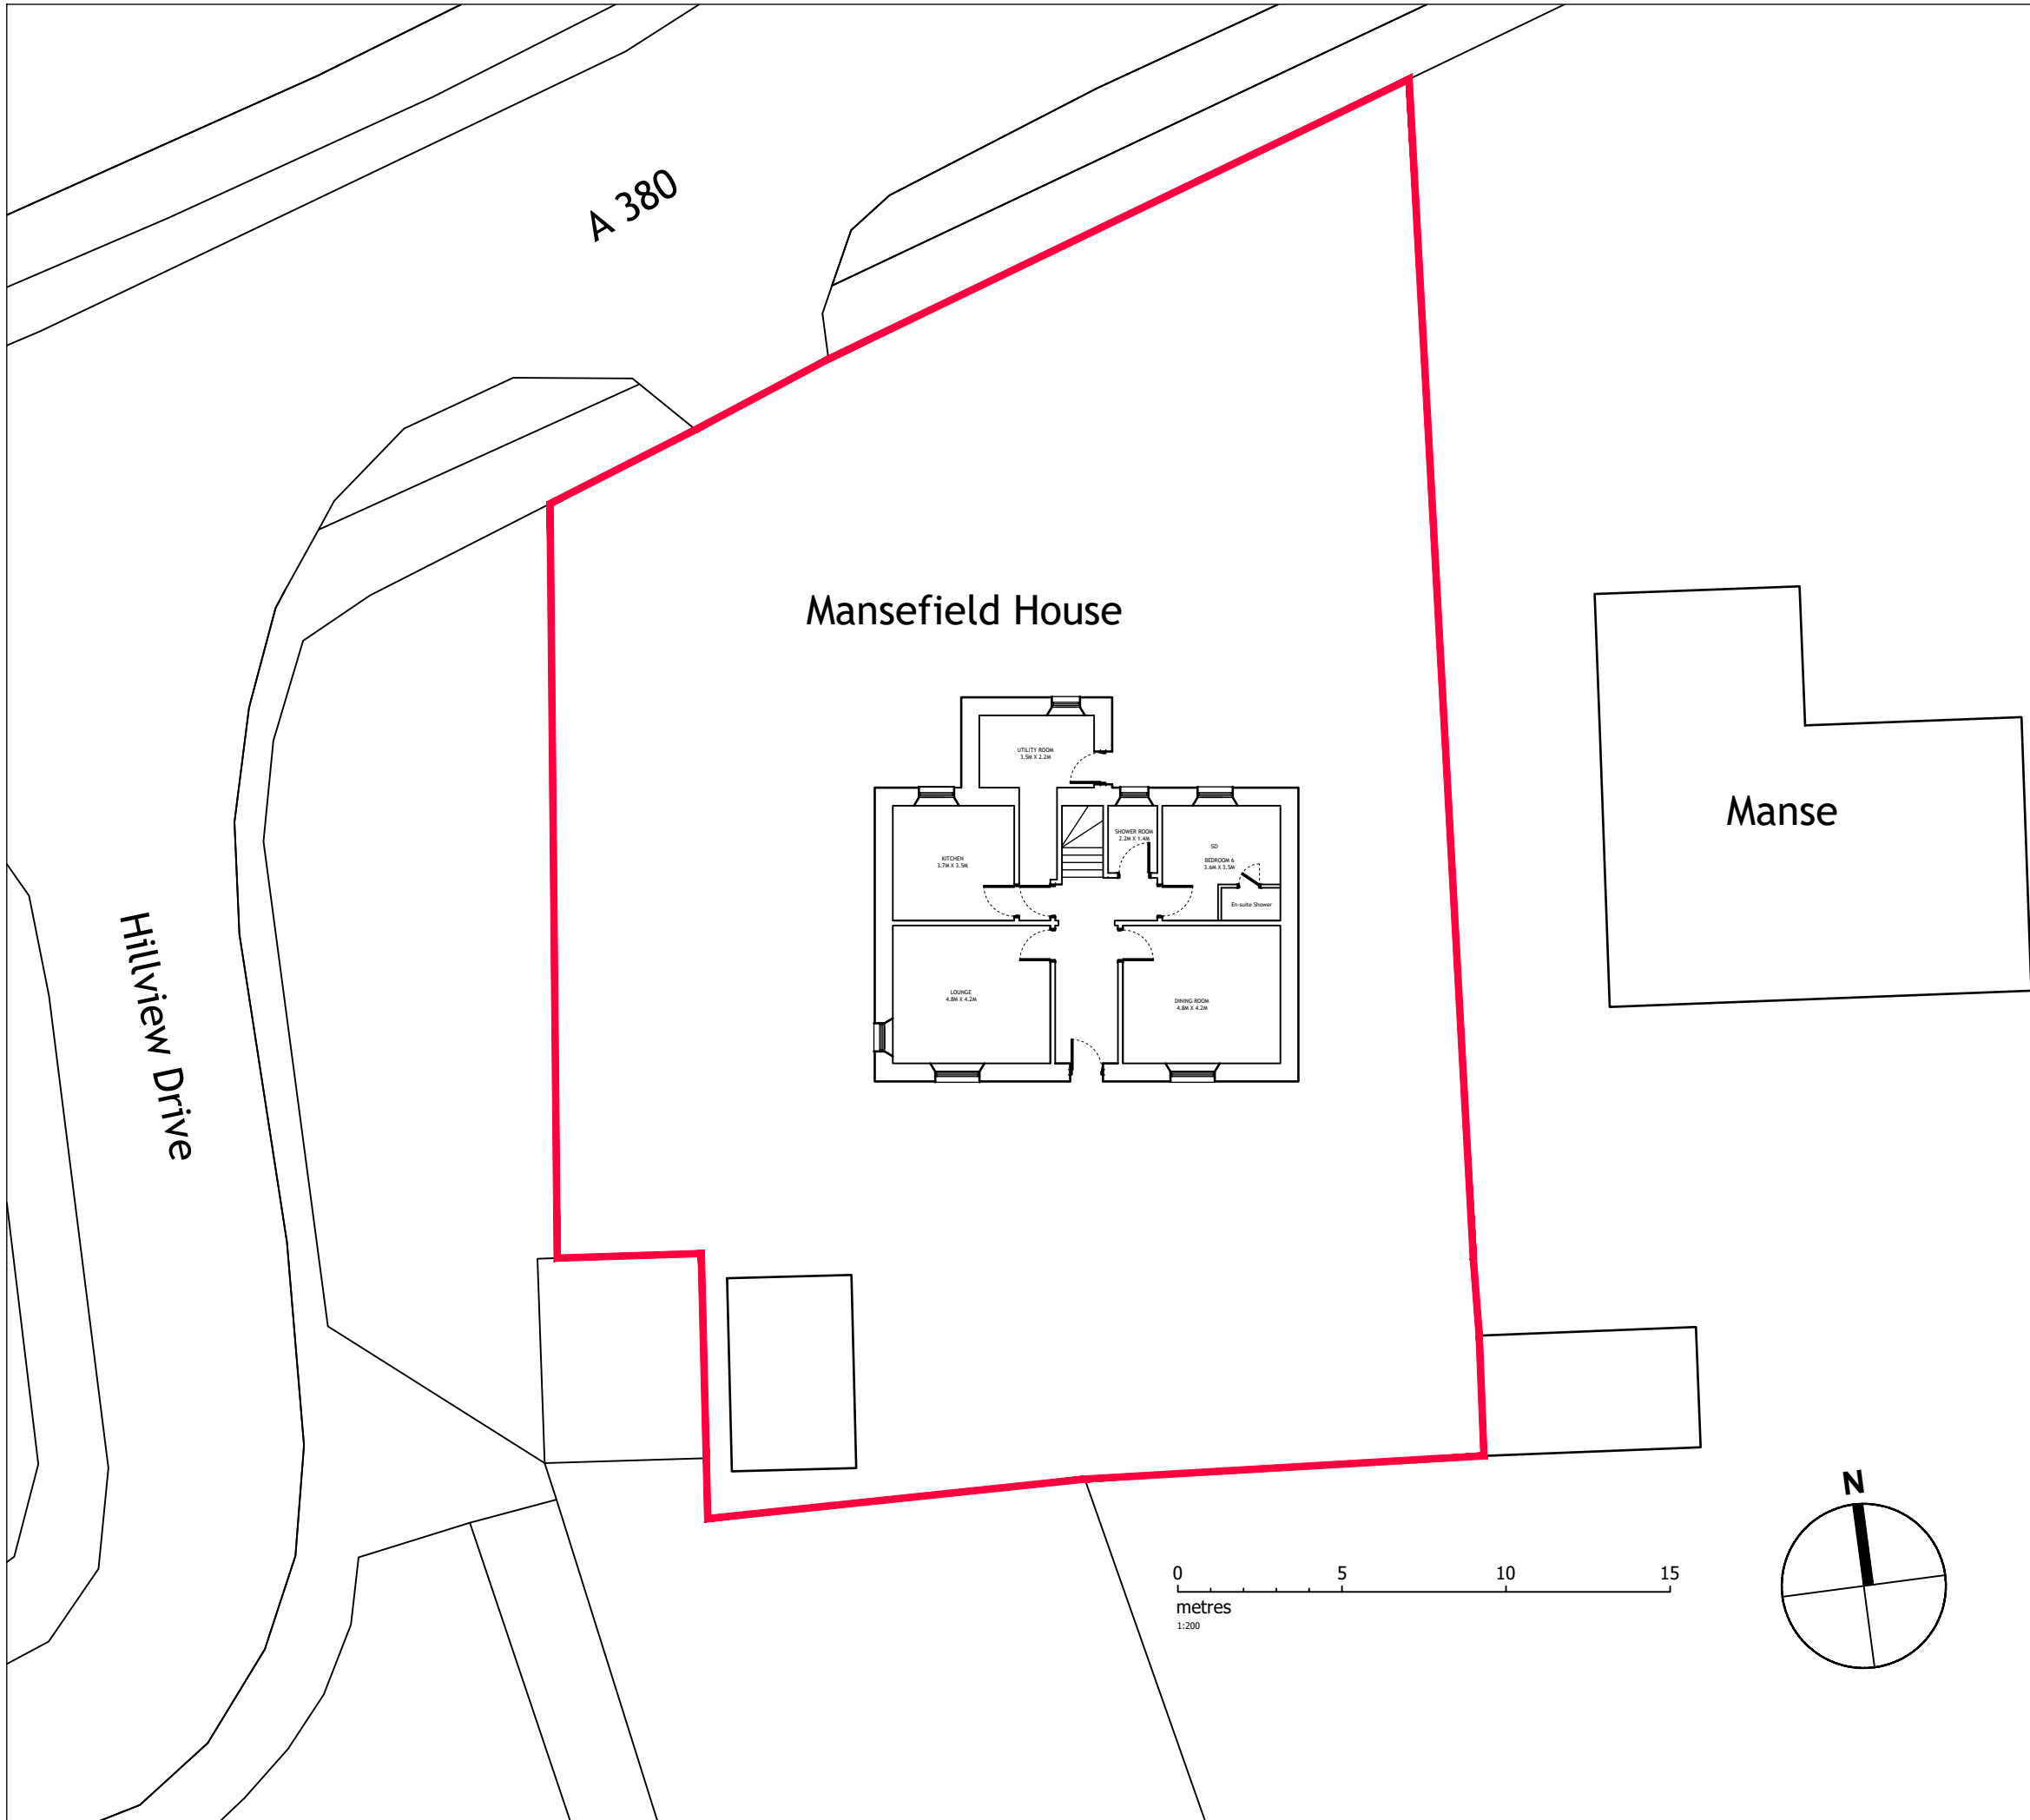 A 380
Mansefield House
UTILITY ROOM
3.5M X 2.2M
SHOWER ROOM
2.2M X 1.4M
SD
KITCHEN
3.7M X 3.5M
BEDROOM 6
3.6M X 3.5M
En-suite Shower
LOUNGE
4.8M X 4.2M
DINING ROOM
4.8M X 4.2M
Manse
Hillview Drive
N
0 5 10 15
metres
1:200